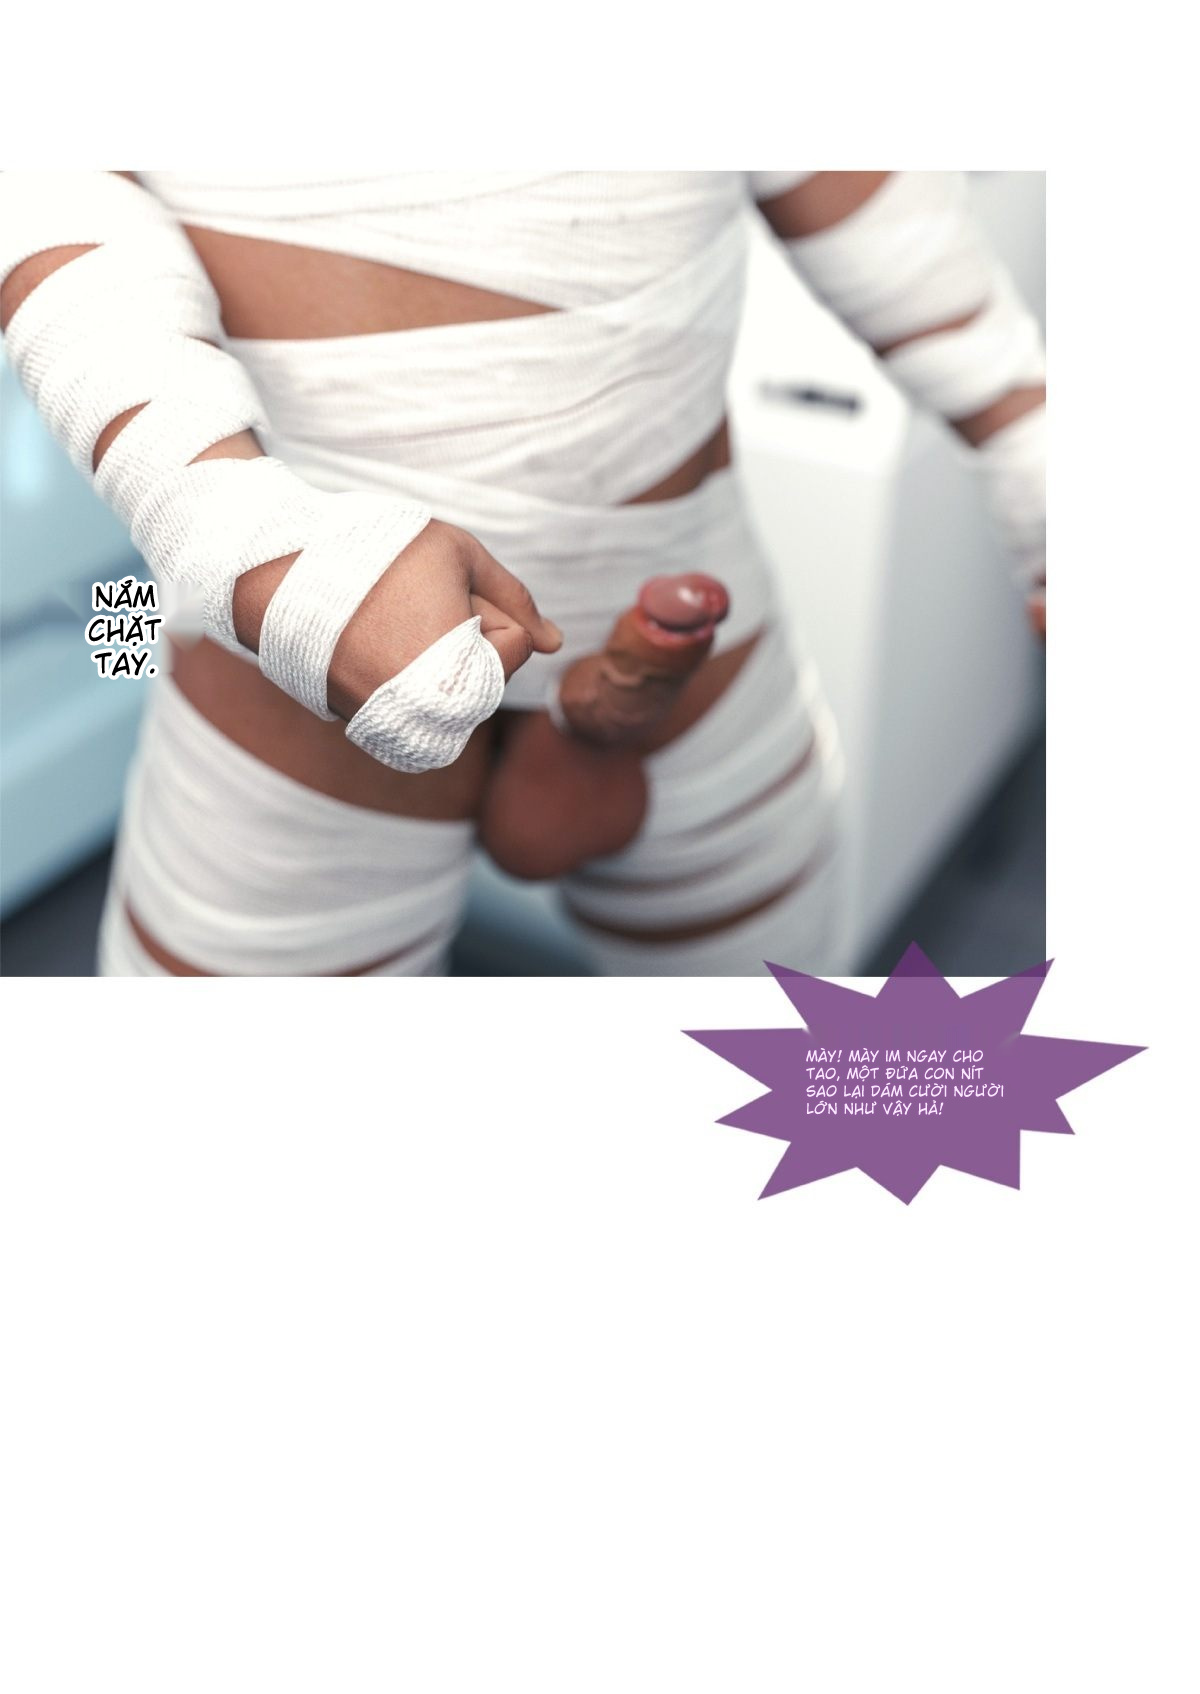 NẮM
CHẶT
TAY.
MÀY! MÀY IM NGAY CHO
TAO, MỘT ĐỨA CON NÍT
SAO LẠI DÁM CƯỜI NGƯỜI
LỚN NHƯ VẬY HẢ!